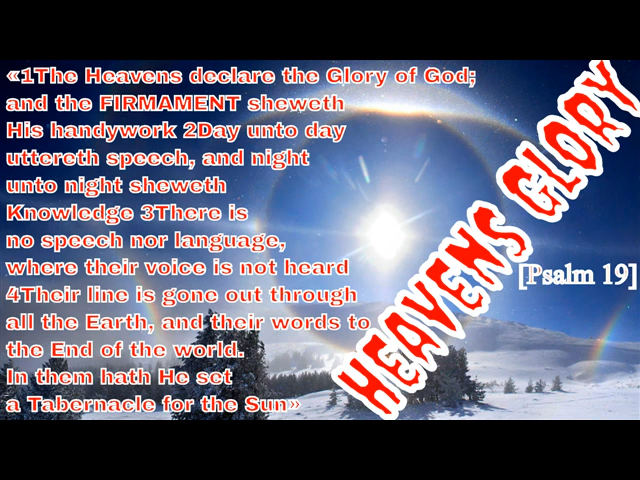 «1The Heavens declare the Glory of God;
and the FIRMAMENT sheweth
His handywork 2Day unto day
uttereth speech, and night
unto night sheweth
Knowledge 3There is
no speech nor language,
where their voice is not heard
4Their line is gone out through
all the Earth, and their words to
the End of the world.
In them hath He set
a Tabernacle for the Sun»
HEAVENS GLORY
[Psalm 19]